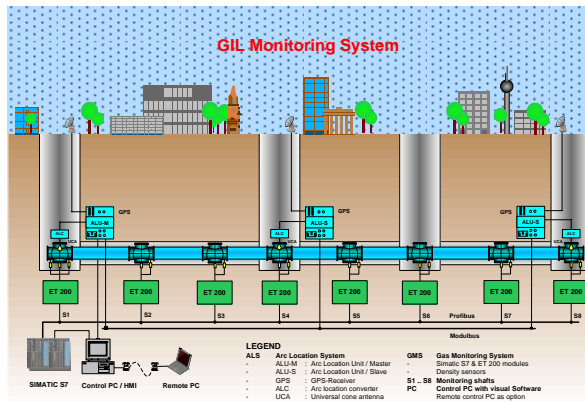 GIL Monitoring System
GPS GPS GPS
ALU-M ALU-S ALU-S
ALC ALC ALC
UCA UCA UCA
ET 200 ET 200 ET 200 ET 200 ET 200 ET 200 ET 200 ET 200
S1 S2 S3 S4 S5 S6 Profibus S7 S8
Modulbus
SIMATIC S7 Control PC / HMI Remote PC
LEGEND
ALS Arc Location System GMS Gas Monitoring System
- ALU-M : Arc Location Unit / Master - Simatic S7 & ET 200 modules
- ALU-S : Arc Location Unit / Slave - Density sensors
- GPS : GPS-Receiver S1 .. S8 Monitoring shafts
- ALC : Arc location converter PC Control PC with visual Software
- UCA : Universal cone antenna Remote control PC as option